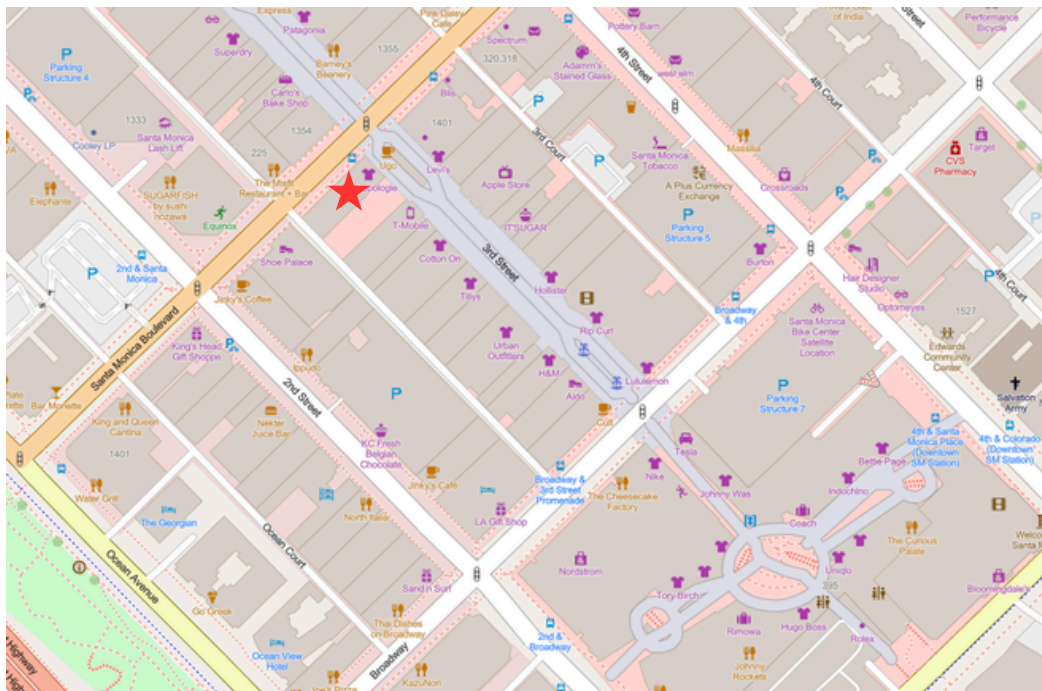 Express
Patagonia
Pink Daisy
Cafe
Spectrum
Pottery Barn
Street
of India
Performance
Bicycle
Superdry
1355
Barney's
Beanery
320.318
Adamm's
Stained Glass
4th Street
west elm
Parking
Structure 4
P
Carlo's
Bake Shop
Blis
P
4th Court
1333
Santa Monica
Lash Lift
1354
1401
3rd Court
Massilia
Target
Cooley LP
225
Ugo
Levi's
P
Santa Monica
Tobacco
CVS
Pharmacy
The Misfit
Restaurant + Bar
Apple Store
A Plus Currency
Exchange
Crossroads
Elephante
SUGARFISH
by sushi
nozawa
pologie
T-Mobile
IT'SUGAR
P
Parking
Structure 5
P
Equinox
Shoe Palace
Cotton On
3rd Street
Burton
Hair Designer
Studio
4th Court
2nd & Santa
Monica
P
Tillys
Hollister
Optomeyes
P
1527
Jinky's Coffee
Broadway
& 4th
Santa Monica
Bike Center
Satellite
Location
Santa Monica Boulevard
King's Head
Gift Shoppe
Rip Curl
Edwards
Community
Center
Ippudo
Urban
Outfitters
H&M
Lululemon
2nd Street
P
Aldo
P
Parking
Structure 7
Salvation
Army
Bar Monette
King and Queen
Cantina
Nekter
Juice Bar
Cult
1401
KC Fresh
Belgian
Chocolate
Tesla
4th & Santa
Monica Place
(Downtown
SM Station)
4th & Colorado
(Downtown
SM Station)
Bettie Page
Water Grill
Jinky's Cafe
Broadway &
3rd Street
Promenade
Nike
The Cheesecake
Factory
Johnny Was
Indochino
The Georgian
North Italia
LA Gift Shop
Coach
The Curious
Palate
Ocean Court
Ocean Avenue
Nordstrom
Uniqlo
Sand n Surf
Tory Burch
395
Bloomingdale's
Go Greek
Thai Dishes
on Broadway
2nd &
Broadway
Rimowa
Hugo Boss
Rolex
Ocean View
Hotel
Broadway
KazuNori
Johnny
Rockets
Highway